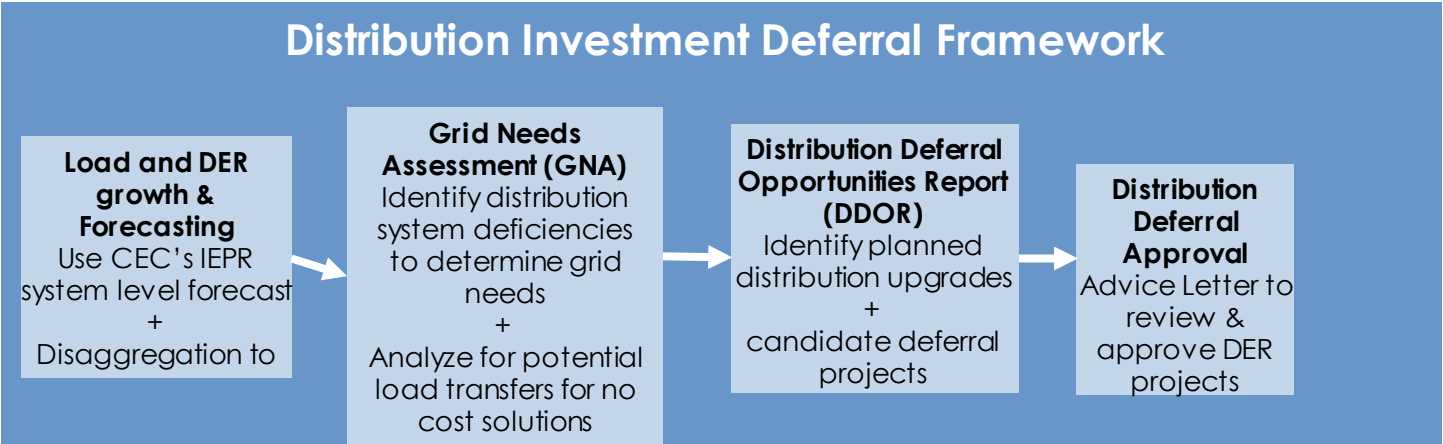 Distribution Investment Deferral Framework
Load and DER
growth &
Forecasting
Use CEC’s IEPR
system level forecast
+
Disaggregation to
Grid Needs
Assessment (GNA)
Identify distribution
system deficiencies
to determine grid
needs
+
Analyze for potential
load transfers for no
cost solutions
Distribution Deferral
Opportunities Report
(DDOR)
Identify planned
distribution upgrades
+
candidate deferral
projects
Distribution
Deferral
Approval
Advice Letter to
review &
approve DER
projects